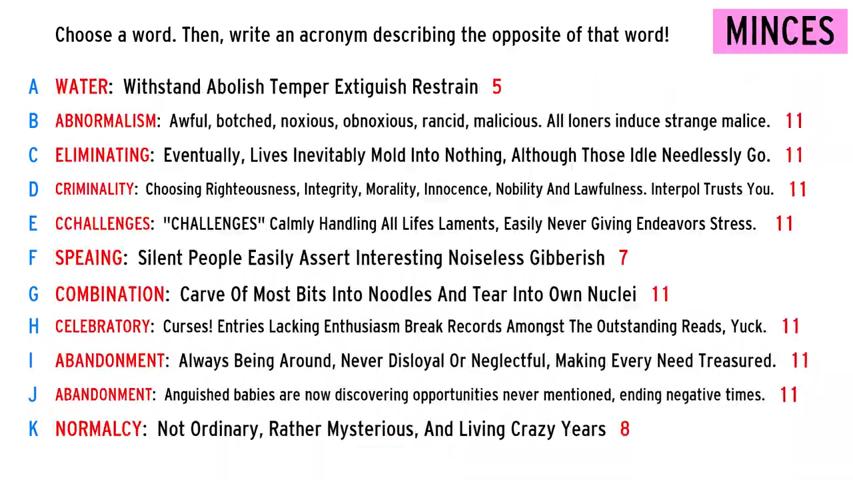 Choose a word. Then, write an acronym describing the opposite of that word!
MINCES
A WATER: Withstand Abolish Temper Extiguish Restrain 5
B ABNORMALISM: Awful, botched, noxious, obnoxious, rancid, malicious. All loners induce strange malice. 11
C ELIMINATING: Eventually, Lives Inevitably Mold Into Nothing, Although Those Idle Needlessly Go. 11
D CRIMINALITY: Choosing Righteousness, Integrity, Morality, Innocence, Nobility And Lawfulness. Interpol Trusts You. 11
E CCHALLENGES: "CHALLENGES" Calmly Handling All Lifes Laments, Easily Never Giving Endeavors Stress. 11
F SPEAING: Silent People Easily Assert Interesting Noiseless Gibberish 7
G COMBINATION: Carve Of Most Bits Into Noodles And Tear Into Own Nuclei 11
H CELEBRATORY: Curses! Entries Lacking Enthusiasm Break Records Amongst The Outstanding Reads, Yuck. 11
I ABANDONMENT: Always Being Around, Never Disloyal Or Neglectful, Making Every Need Treasured. 11
J ABANDONMENT: Anguished babies are now discovering opportunities never mentioned, ending negative times. 11
K NORMALCY: Not Ordinary, Rather Mysterious, And Living Crazy Years 8